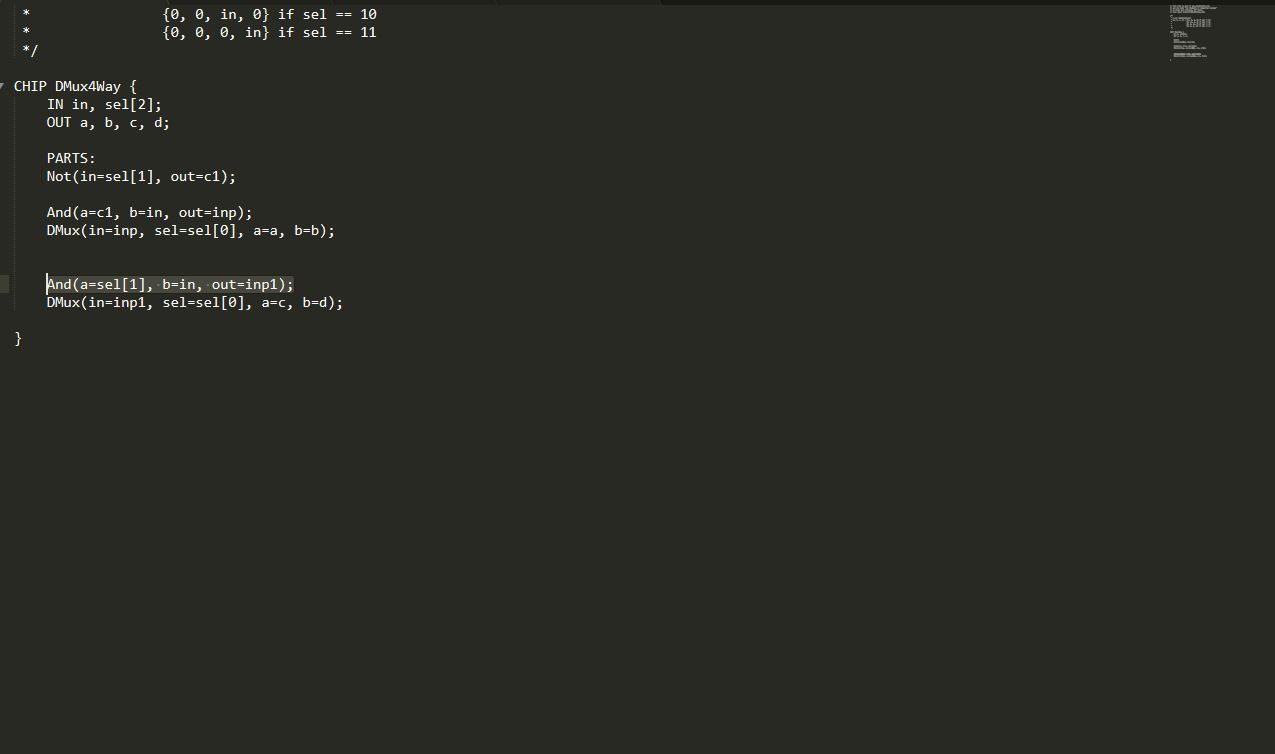 *                {0, 0, in, 0} if sel == 10
*                {0, 0, 0, in} if sel == 11
*/
CHIP DMux4Way {
    IN in, sel[2];
    OUT a, b, c, d;
    PARTS:
    Not(in=sel[1], out=c1);
    And(a=c1, b=in, out=inp);
    DMux(in=inp, sel=sel[0], a=a, b=b);
    And(a=sel[1], b=in, out=inp1);
    DMux(in=inp1, sel=sel[0], a=c, b=d);
}